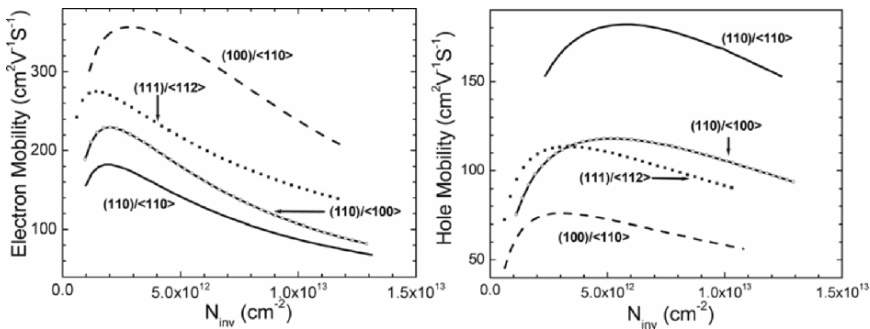 Electron Mobility (cm²V⁻¹S⁻¹)
300
200
100
(100)/<110>
(111)/<112>
(110)/<100>
(110)/<110>
0.0
5.0x10¹²
1.0x10¹³
1.5x10¹³
N_inv (cm⁻²)
Hole Mobility (cm²V⁻¹S⁻¹)
150
100
50
(110)/<110>
(110)/<100>
(111)/<112>
(100)/<110>
0.0
5.0x10¹²
1.0x10¹³
1.5x10¹³
N_inv (cm⁻²)